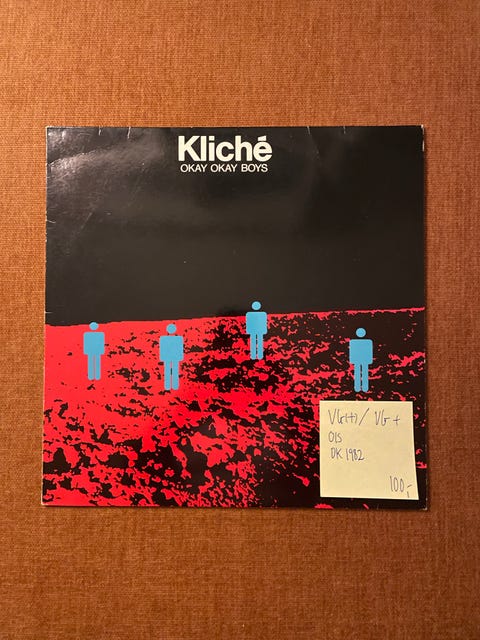 Kliché
OKAY OKAY BOYS
VG(+) / VG +
OIS
DK 1982
100,-